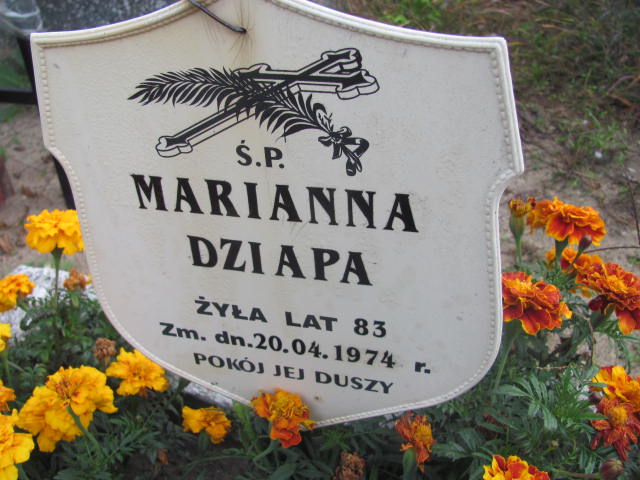 Ś.P.
MARIANNA
DZIAPA
ŻYŁA LAT 83
Zm. dn. 20.04.1974 r.
POKÓJ JEJ DUSZY